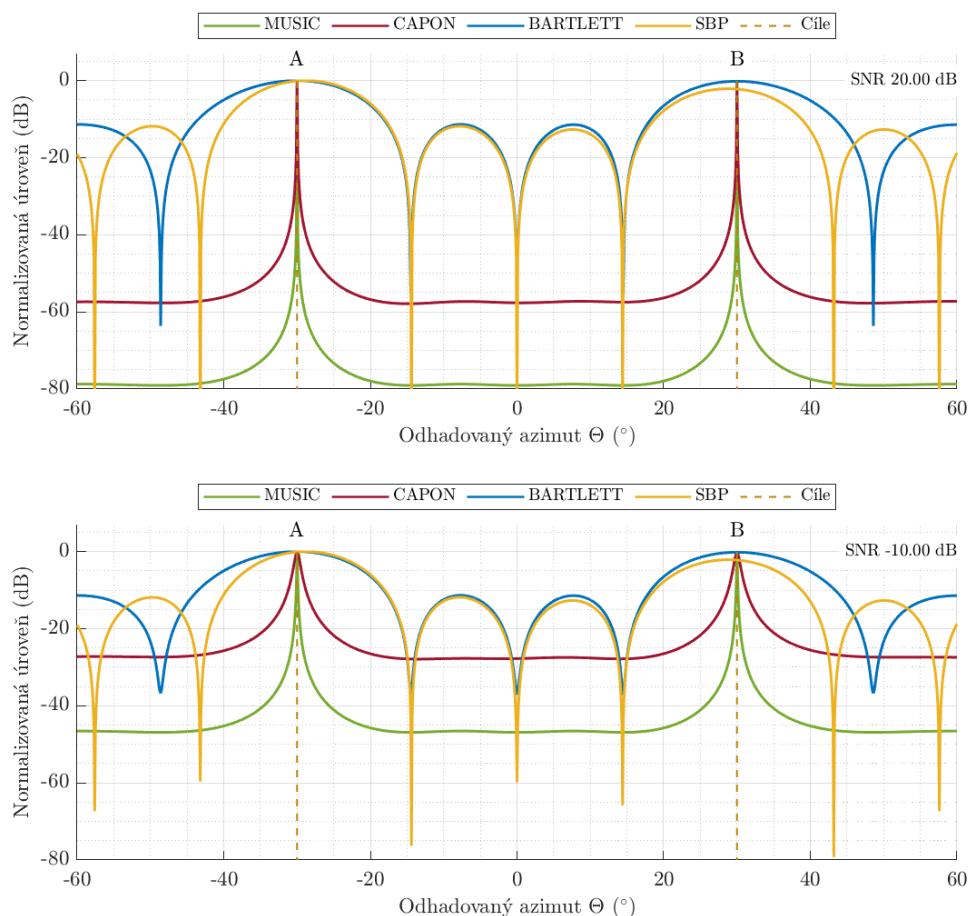 MUSIC CAPON BARTLETT SBP Cíle
A B
SNR 20.00 dB
Normalizovaná úroveň (dB)
0
-20
-40
-60
-80
-60 -40 -20 0 20 40 60
Odhadovaný azimut Θ (°)
MUSIC CAPON BARTLETT SBP Cíle
A B
SNR -10.00 dB
Normalizovaná úroveň (dB)
0
-20
-40
-60
-80
-60 -40 -20 0 20 40 60
Odhadovaný azimut Θ (°)